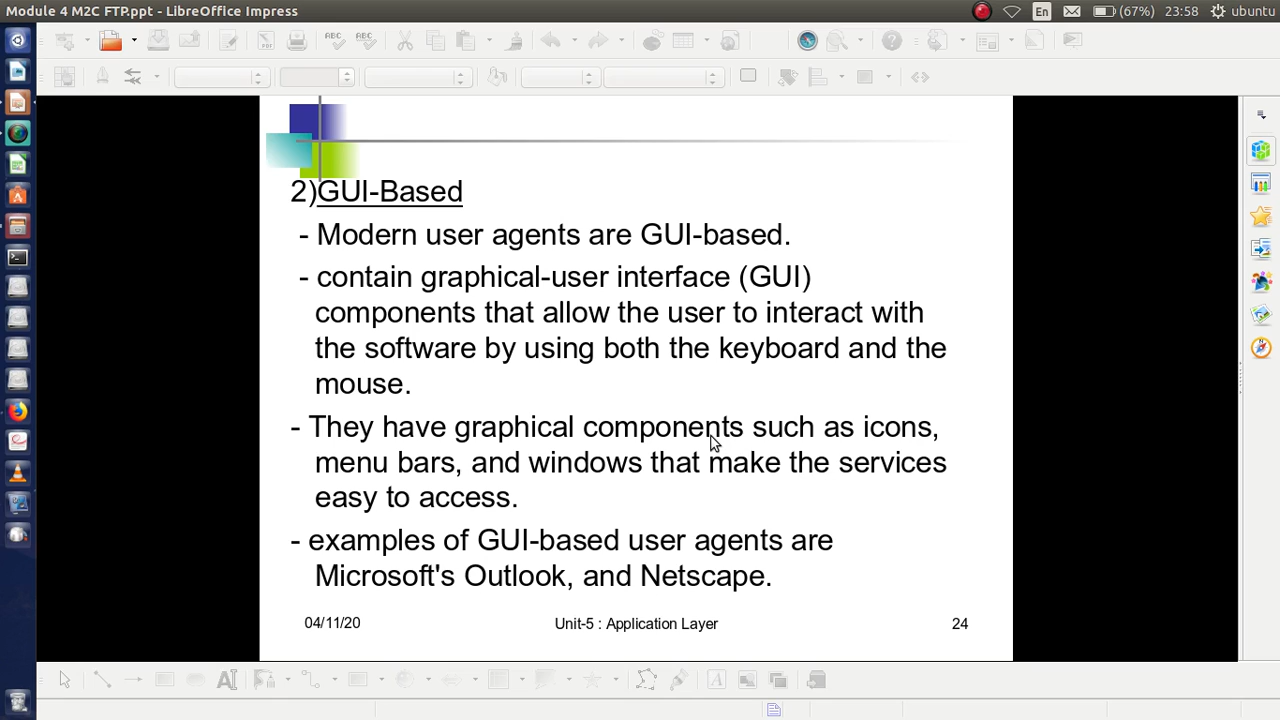 Module 4 M2C FTP.ppt - LibreOffice Impress
En
(67%)
23:58
ubuntu
2)GUI-Based
- Modern user agents are GUI-based.
- contain graphical-user interface (GUI)
components that allow the user to interact with
the software by using both the keyboard and the
mouse.
- They have graphical components such as icons,
menu bars, and windows that make the services
easy to access.
- examples of GUI-based user agents are
Microsoft's Outlook, and Netscape.
04/11/20
Unit-5 : Application Layer
24